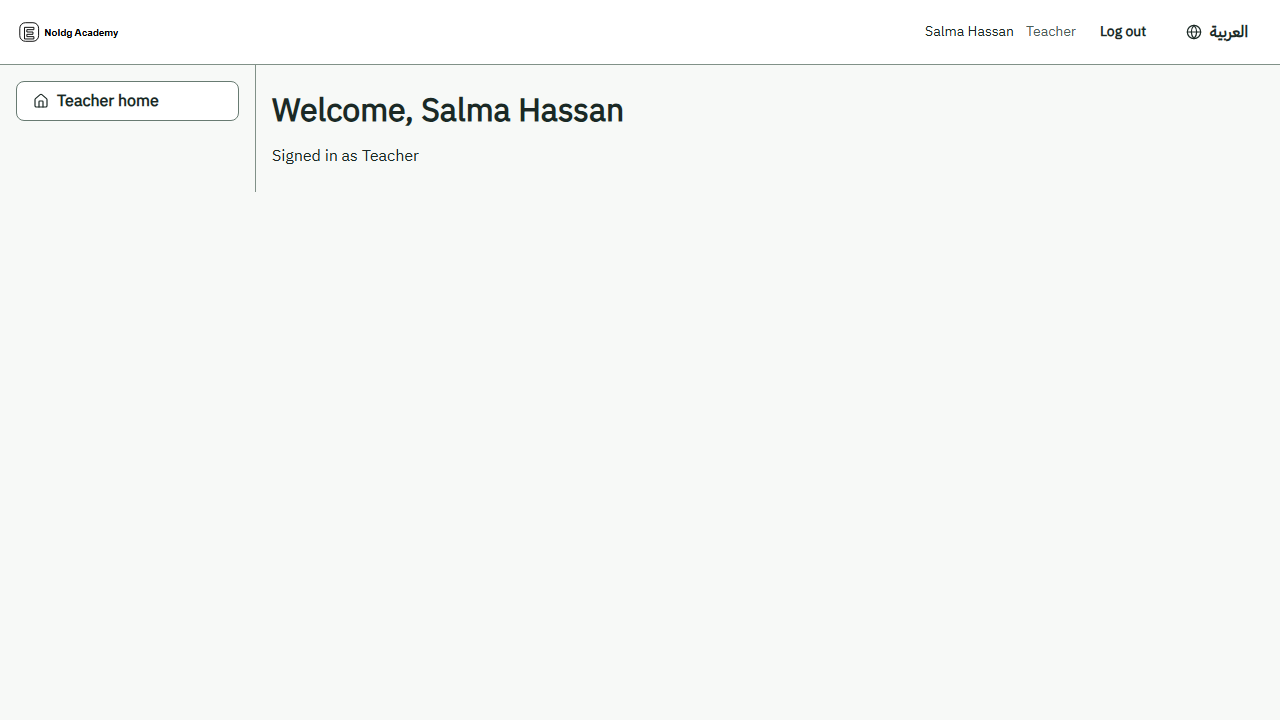 Noldg Academy
Salma Hassan Teacher Log out العربية
Teacher home
Welcome, Salma Hassan
Signed in as Teacher